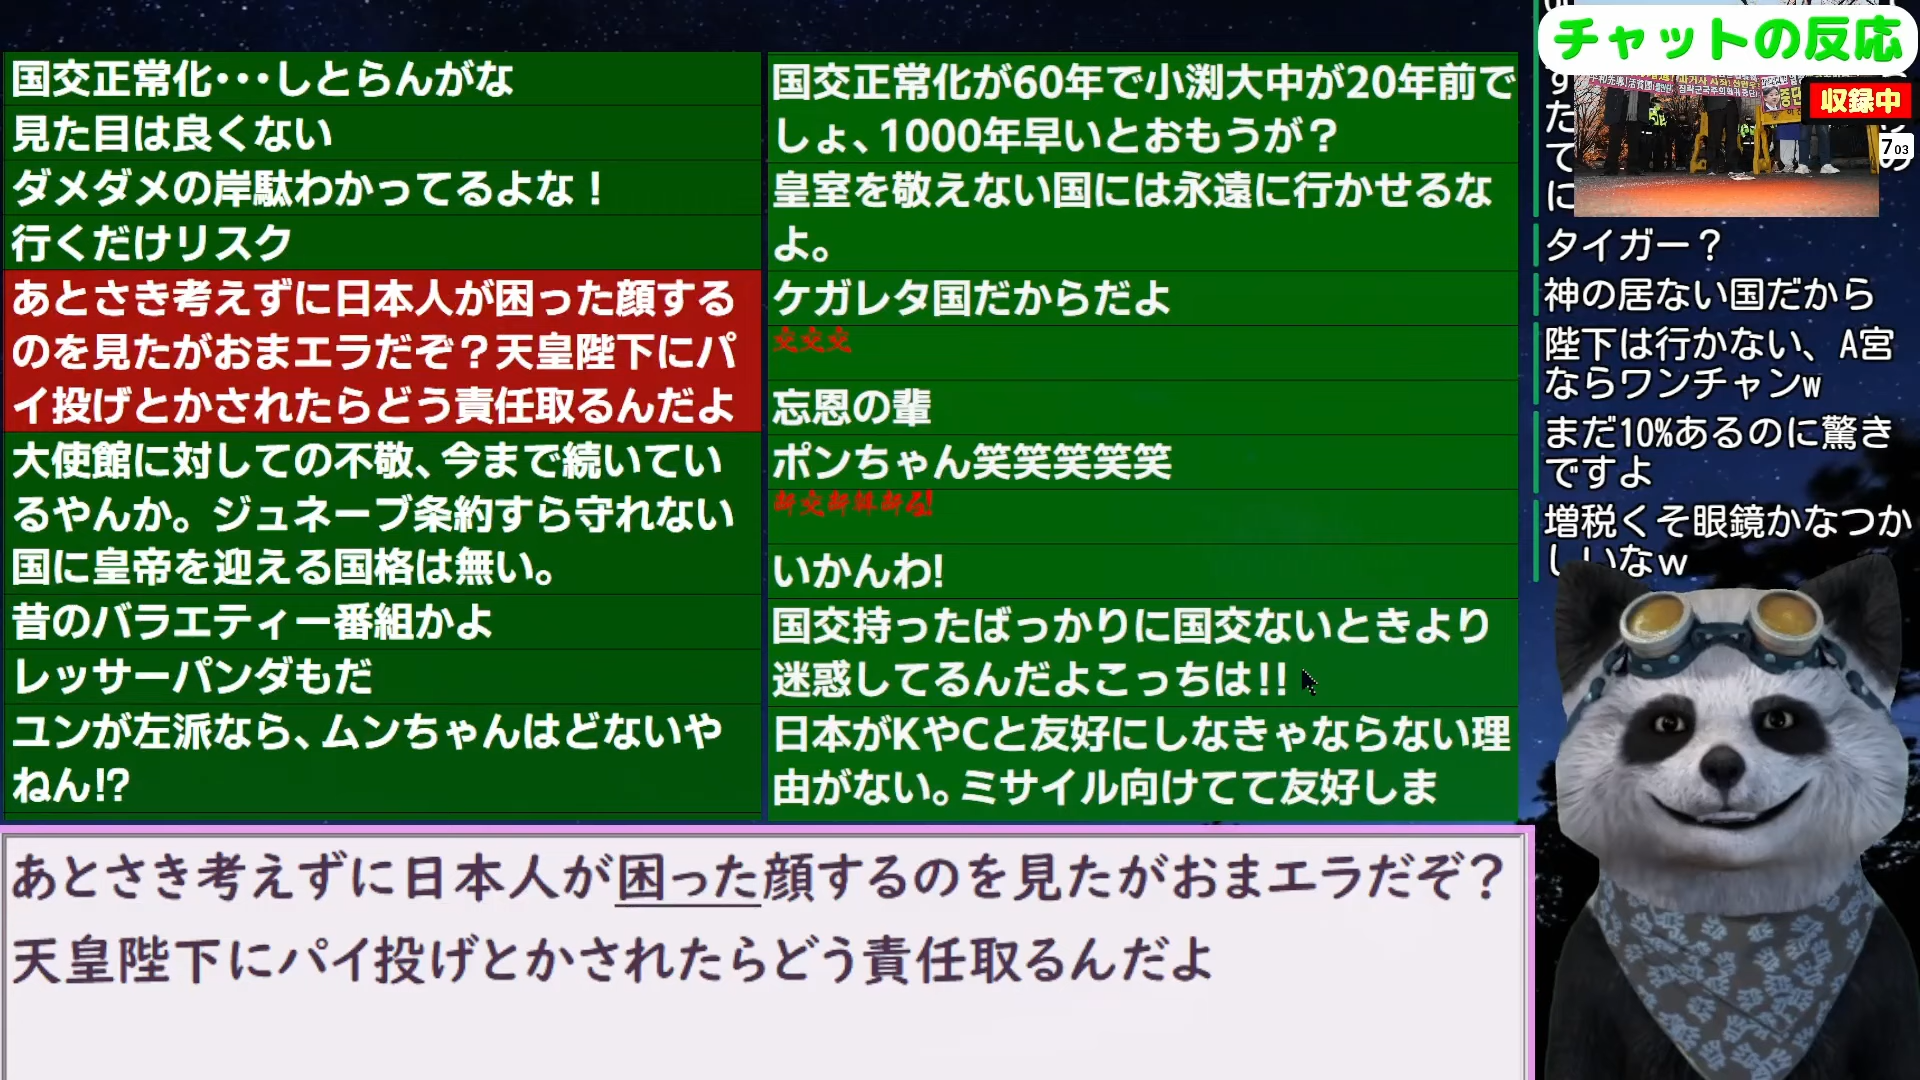 国交正常化･･･しとらんがな
見た目は良くない
ダメダメの岸駄わかってるよな！
行くだけリスク
あとさき考えずに日本人が困った顔する
のを見たがおまエラだぞ？天皇陛下にパ
イ投げとかされたらどう責任取るんだよ
大使館に対しての不敬、今まで続いてい
るやんか。ジュネーブ条約すら守れない
国に皇帝を迎える国格は無い。
昔のバラエティー番組かよ
レッサーパンダもだ
ユンが左派なら、ムンちゃんはどないや
ねん!?
国交正常化が60年で小渕大中が20年前で
しょ、1000年早いとおもうが？
皇室を敬えない国には永遠に行かせるな
よ。
ケガレタ国だからだよ
忘恩の輩
ポンちゃん笑笑笑笑笑
いかんわ!
国交持ったばっかりに国交ないときより
迷惑してるんだよこっちは!!
日本がKやCと友好にしなきゃならない理
由がない。ミサイル向けてて友好しま
チャットの反応
収録中
703
タイガー？
神の居ない国だから
陛下は行かない、A宮
ならワンチャンw
まだ10%あるのに驚き
ですよ
増税くそ眼鏡かなつか
しいなｗ
あとさき考えずに日本人が困った顔するのを見たがおまエラだぞ？
天皇陛下にパイ投げとかされたらどう責任取るんだよ